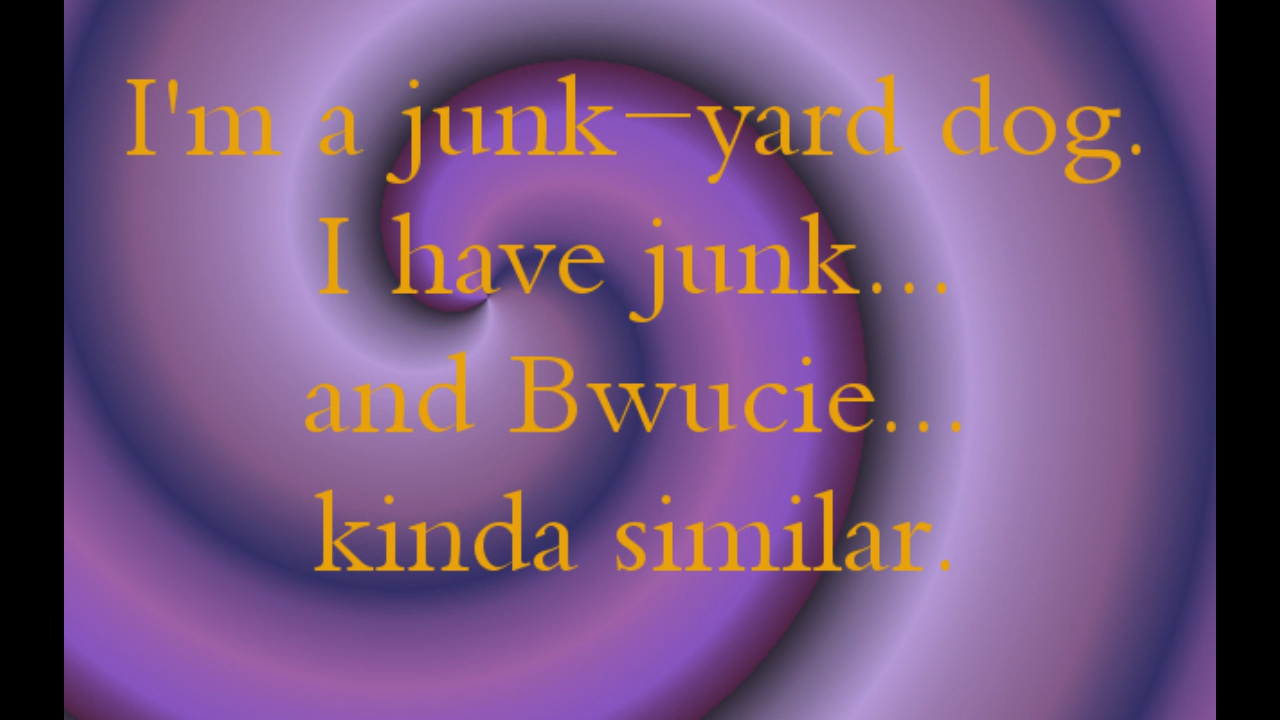 I'm a junk-yard dog.
I have junk...
and Bwucie...
kinda similar.